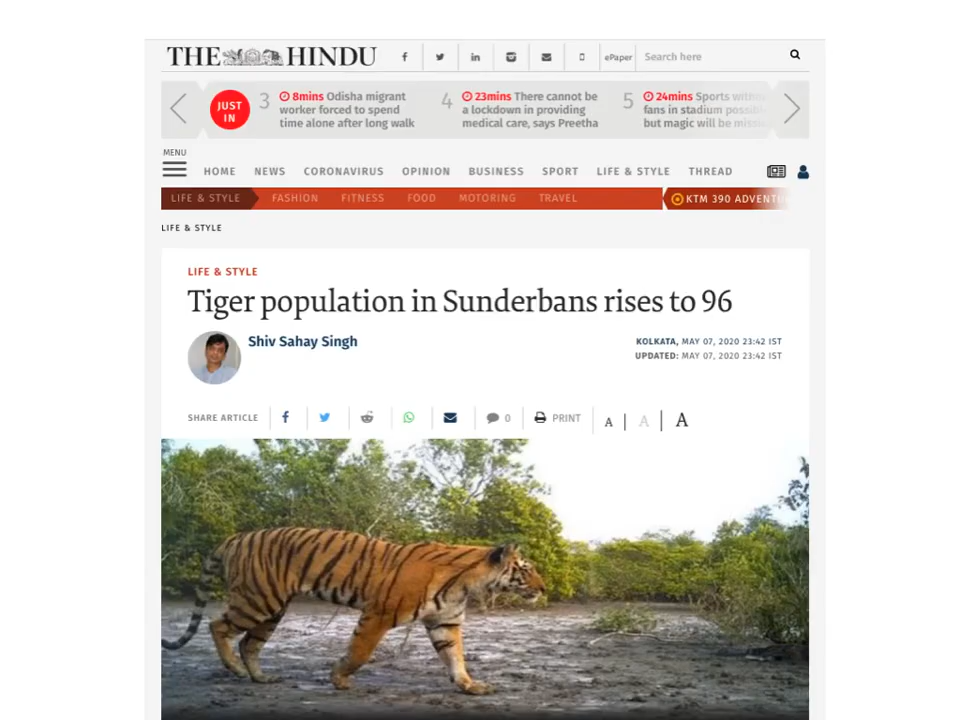 THE HINDU
ePaper
Search here
JUST
IN
3 8mins Odisha migrant
worker forced to spend
time alone after long walk
4 23mins There cannot be
a lockdown in providing
medical care, says Preetha
5 24mins Sports
fans in stadium
but magic will be
MENU
HOME NEWS CORONAVIRUS OPINION BUSINESS SPORT LIFE & STYLE THREAD
LIFE & STYLE FASHION FITNESS FOOD MOTORING TRAVEL KTM 390
LIFE & STYLE
LIFE & STYLE
Tiger population in Sunderbans rises to 96
Shiv Sahay Singh
KOLKATA, MAY 07, 2020 23:42 IST
UPDATED: MAY 07, 2020 23:42 IST
SHARE ARTICLE 0 PRINT A | A | A